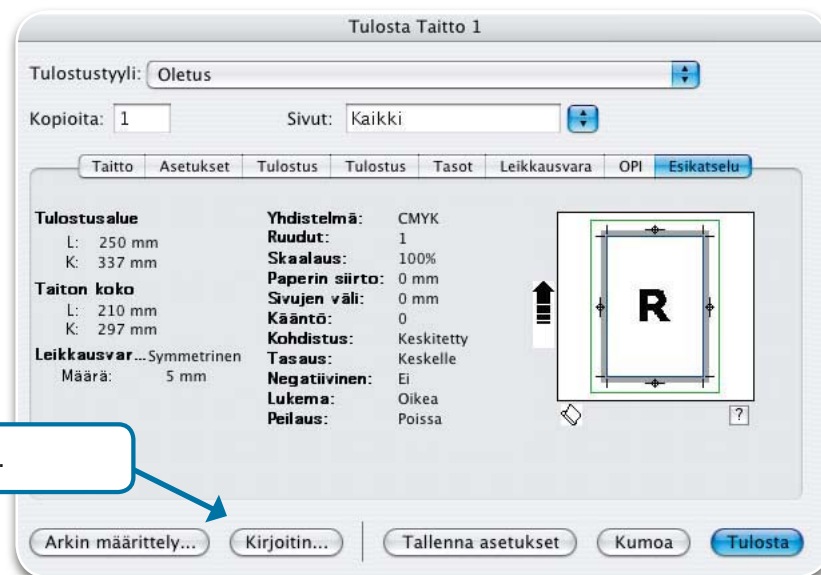 Tulosta Taitto 1
Tulostustyyli: Oletus
Kopioita: 1 Sivut: Kaikki
Taitto Asetukset Tulostus Tulostus Tasot Leikkausvara OPI Esikatselu
Tulostusalue
L: 250 mm
K: 337 mm
Taiton koko
L: 210 mm
K: 297 mm
Leikkausvar... Symmetrinen
Määrä: 5 mm
Yhdistelmä: CMYK
Ruudut: 1
Skaalaus: 100%
Paperin siirto: 0 mm
Sivujen väli: 0 mm
Kääntö: 0
Kohdistus: Keskitetty
Tasaus: Keskelle
Negatiivinen: Ei
Lukema: Oikea
Peilaus: Poissa
R
?
.
Arkin määrittely... Kirjoitin... Tallenna asetukset Kumoa Tulosta